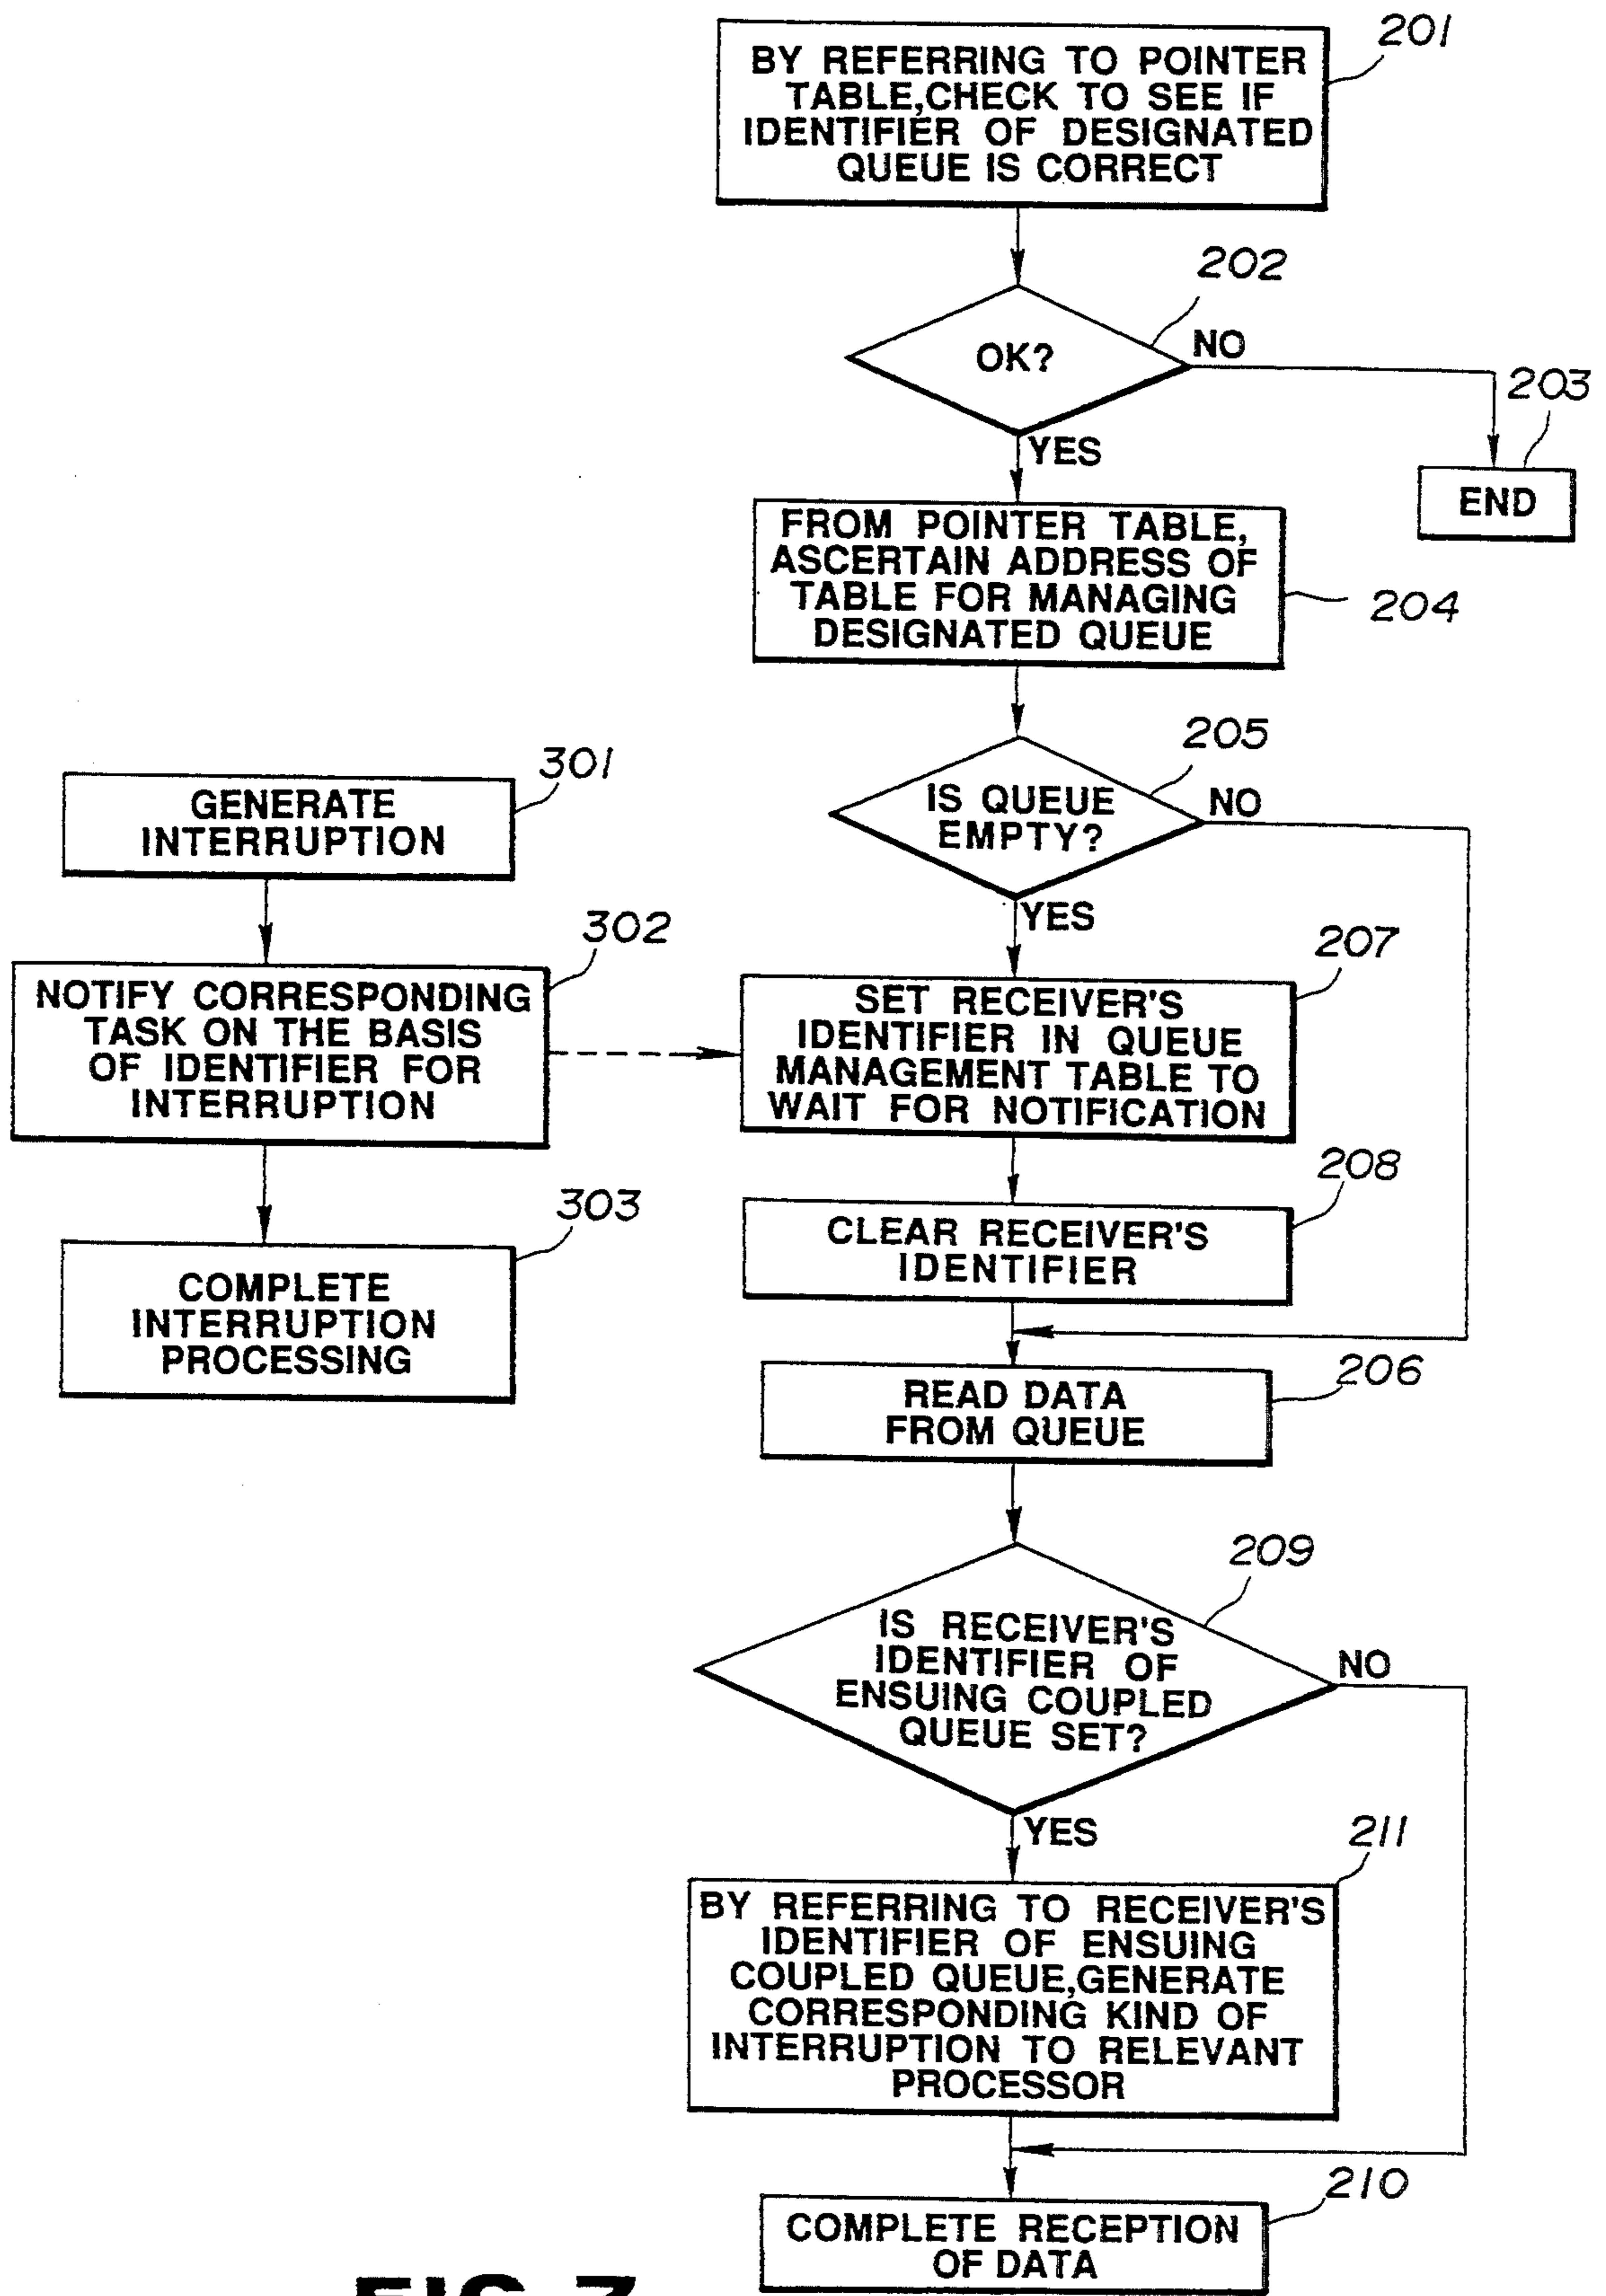 201
BY REFERRING TO POINTER
TABLE,CHECK TO SEE IF
IDENTIFIER OF DESIGNATED
QUEUE IS CORRECT
202
OK?
NO
203
END
YES
FROM POINTER TABLE,
ASCERTAIN ADDRESS OF
TABLE FOR MANAGING
DESIGNATED QUEUE
204
205
IS QUEUE
EMPTY?
NO
YES
301
GENERATE
INTERRUPTION
302
NOTIFY CORRESPONDING
TASK ON THE BASIS
OF IDENTIFIER FOR
INTERRUPTION
303
COMPLETE
INTERRUPTION
PROCESSING
207
SET RECEIVER'S
IDENTIFIER IN QUEUE
MANAGEMENT TABLE TO
WAIT FOR NOTIFICATION
208
CLEAR RECEIVER'S
IDENTIFIER
206
READ DATA
FROM QUEUE
209
IS RECEIVER'S
IDENTIFIER OF
ENSUING COUPLED
QUEUE SET?
NO
YES
211
BY REFERRING TO RECEIVER'S
IDENTIFIER OF ENSUING
COUPLED QUEUE,GENERATE
CORRESPONDING KIND OF
INTERRUPTION TO RELEVANT
PROCESSOR
210
COMPLETE RECEPTION
OF DATA
FIG.7